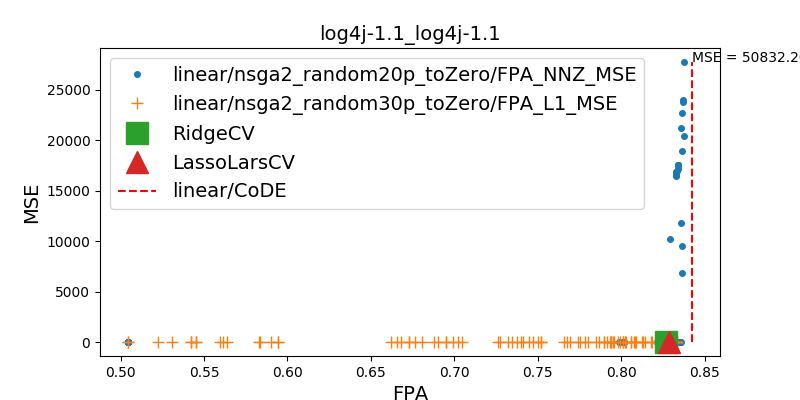 log4j-1.1_log4j-1.1
MSE = 50832.2
linear/nsga2_random20p_toZero/FPA_NNZ_MSE
linear/nsga2_random30p_toZero/FPA_L1_MSE
RidgeCV
LassoLarsCV
linear/CoDE
MSE
25000
20000
15000
10000
5000
0
0.50
0.55
0.60
0.65
0.70
0.75
0.80
0.85
FPA